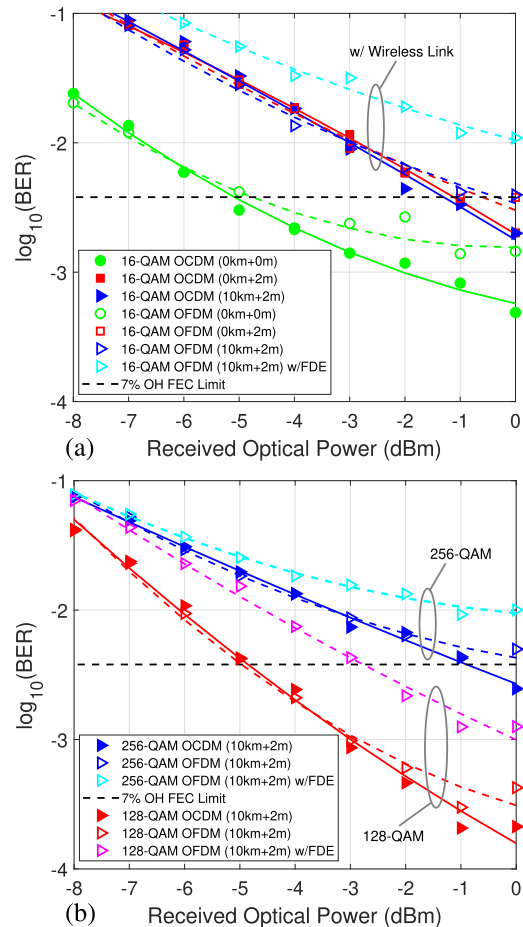 -1
w/ Wireless Link
-2
log10(BER)
-3
16-QAM OCDM (0km+0m)
16-QAM OCDM (0km+2m)
16-QAM OCDM (10km+2m)
16-QAM OFDM (0km+0m)
16-QAM OFDM (0km+2m)
16-QAM OFDM (10km+2m)
16-QAM OFDM (10km+2m) w/FDE
7% OH FEC Limit
-4
-8 -7 -6 -5 -4 -3 -2 -1 0
(a) Received Optical Power (dBm)
-1
256-QAM
-2
log10(BER)
-3
256-QAM OCDM (10km+2m)
256-QAM OFDM (10km+2m)
256-QAM OFDM (10km+2m) w/FDE
7% OH FEC Limit
128-QAM OCDM (10km+2m)
128-QAM OFDM (10km+2m)
128-QAM OFDM (10km+2m) w/FDE
128-QAM
-4
-8 -7 -6 -5 -4 -3 -2 -1 0
(b) Received Optical Power (dBm)